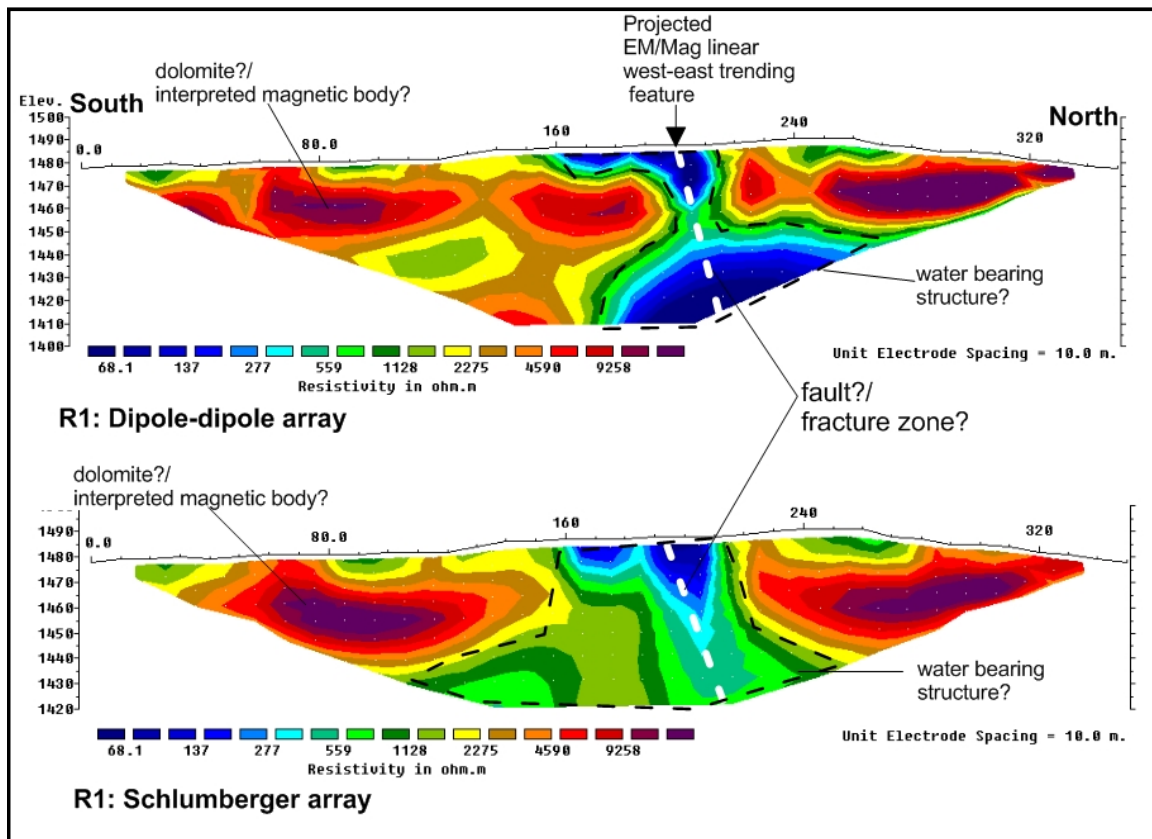 Projected
EM/Mag linear
west-east trending
feature
dolomite?/
interpreted magnetic body?
Elev. South
North
1500
1490
1480
1470
1460
1450
1440
1430
1420
1410
1400
0.0
80.0
160
240
320
water bearing
structure?
68.1 137 277 559 1128 2275 4590 9258
Resistivity in ohm.m
Unit Electrode Spacing = 10.0 m.
R1: Dipole-dipole array
fault?/
fracture zone?
dolomite?/
interpreted magnetic body?
1490
1480
1470
1460
1450
1440
1430
1420
0.0
80.0
160
240
320
water bearing
structure?
68.1 137 277 559 1128 2275 4590 9258
Resistivity in ohm.m
Unit Electrode Spacing = 10.0 m.
R1: Schlumberger array